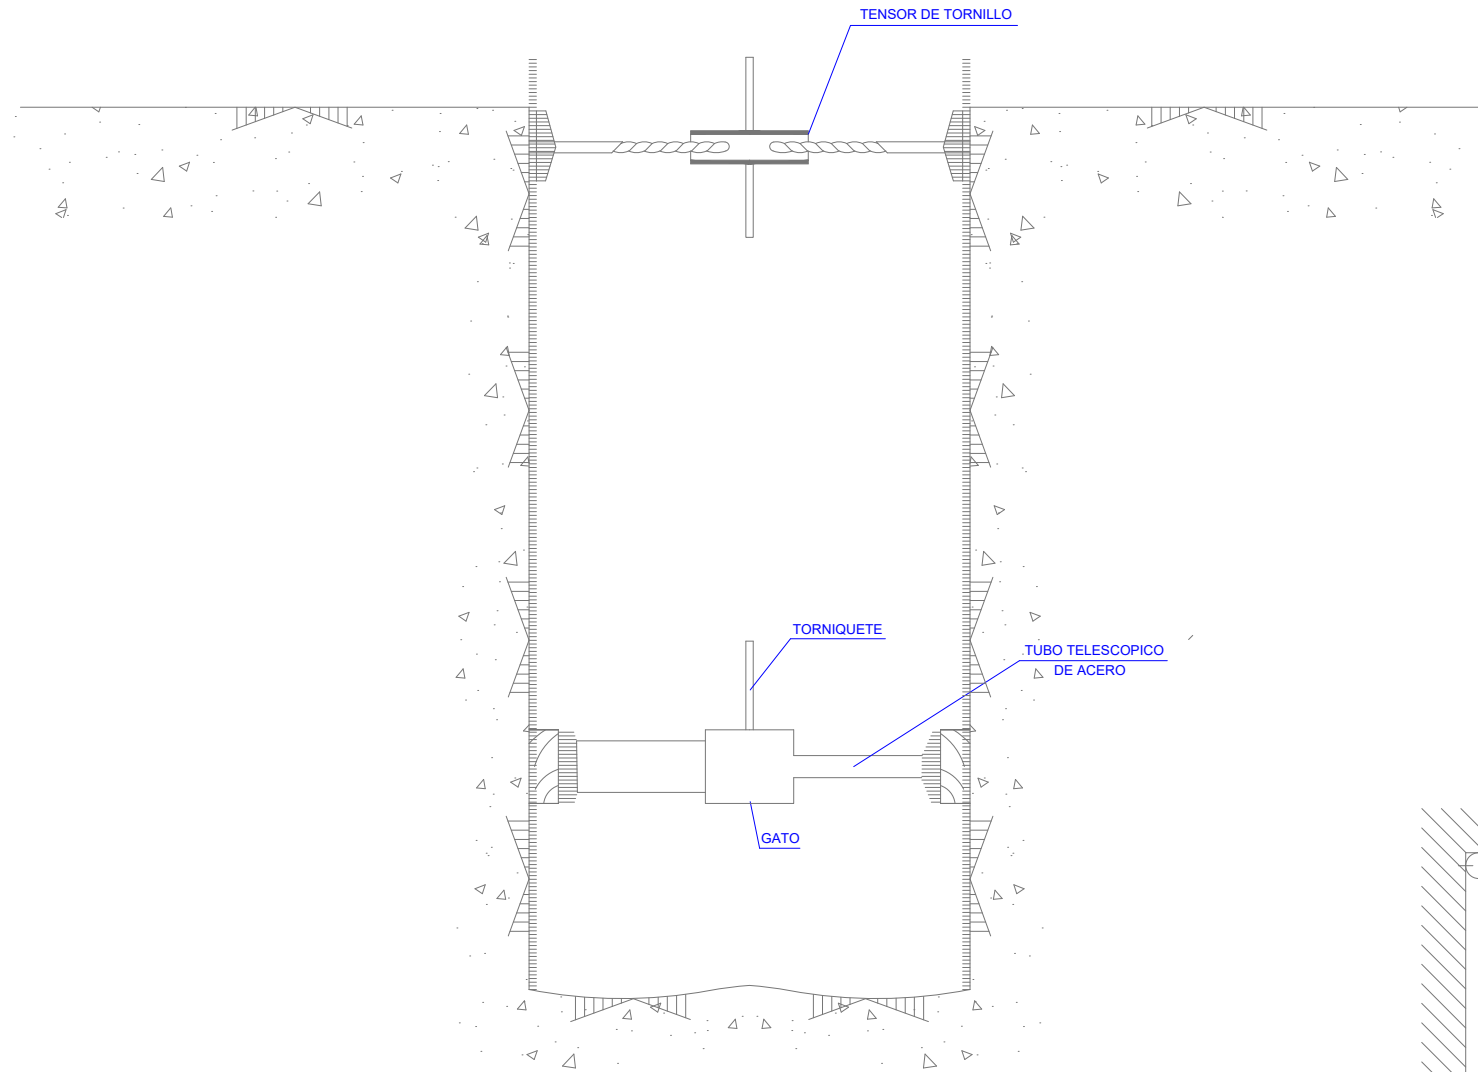 TENSOR DE TORNILLO
TORNIQUETE
TUBO TELESCOPICO
DE ACERO
GATO